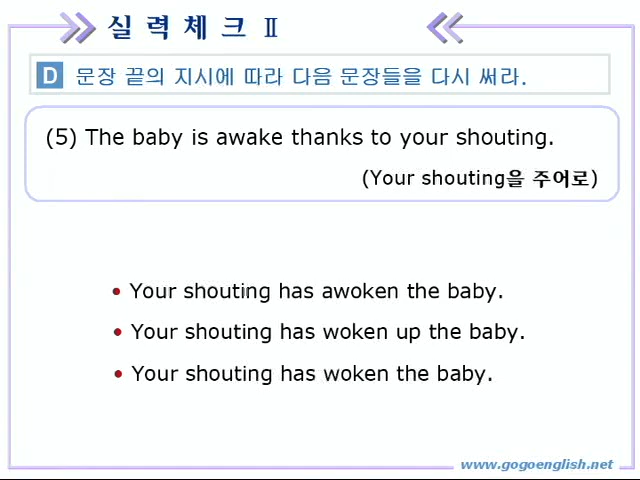 실 력 체 크 Ⅱ
D 문장 끝의 지시에 따라 다음 문장들을 다시 써라.
(5) The baby is awake thanks to your shouting.
(Your shouting을 주어로)
• Your shouting has awoken the baby.
• Your shouting has woken up the baby.
• Your shouting has woken the baby.
www.gogoenglish.net